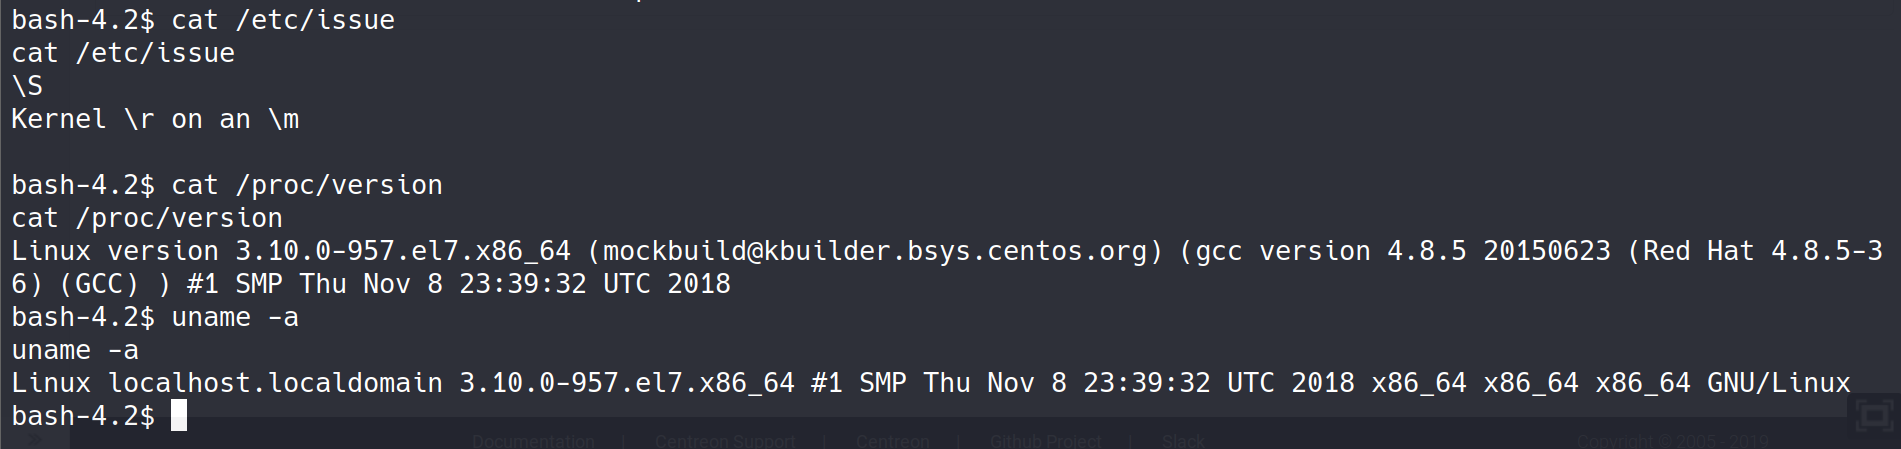 bash-4.2$ cat /etc/issue
cat /etc/issue
\S
Kernel \r on an \m

bash-4.2$ cat /proc/version
cat /proc/version
Linux version 3.10.0-957.el7.x86_64 (mockbuild@kbuilder.bsys.centos.org) (gcc version 4.8.5 20150623 (Red Hat 4.8.5-3
6) (GCC) ) #1 SMP Thu Nov 8 23:39:32 UTC 2018
bash-4.2$ uname -a
uname -a
Linux localhost.localdomain 3.10.0-957.el7.x86_64 #1 SMP Thu Nov 8 23:39:32 UTC 2018 x86_64 x86_64 x86_64 GNU/Linux
bash-4.2$
Documentation | Centreon Support | Centreon | Github Project | Slack Copyright © 2005 - 2019